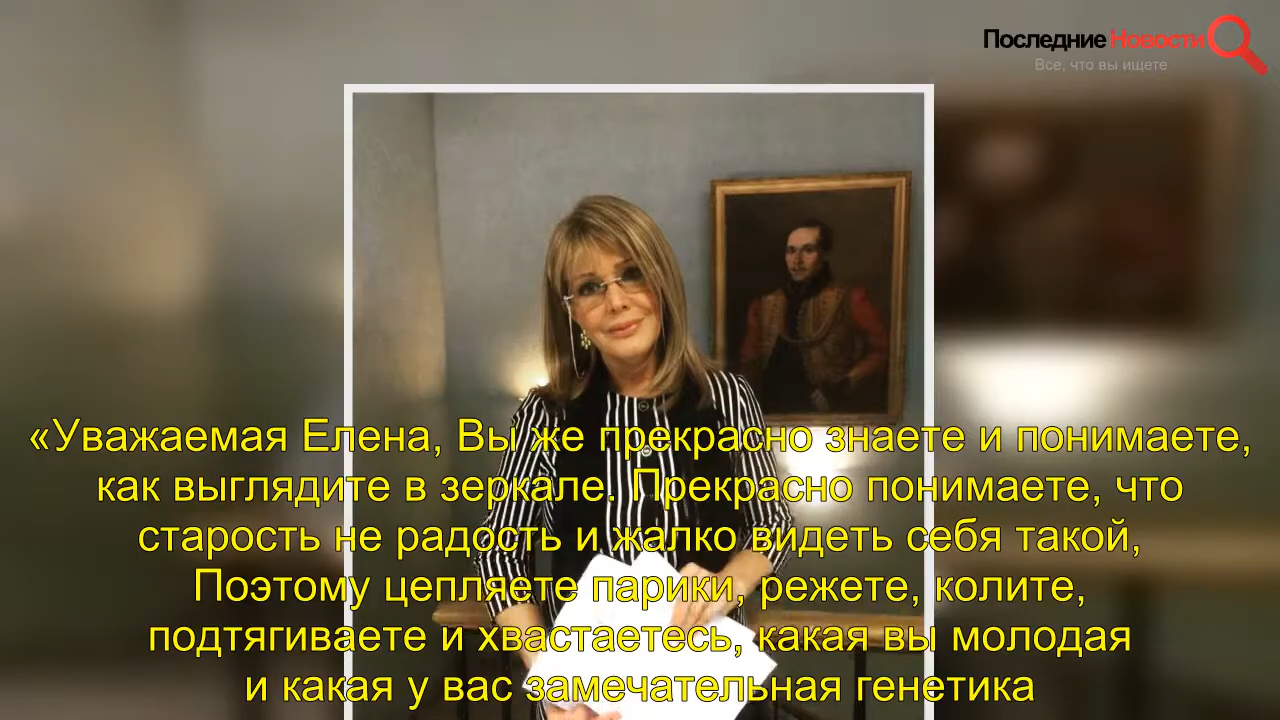 Последние Новости
Все, что вы ищете
«Уважаемая Елена, Вы же прекрасно знаете и понимаете,
как выглядите в зеркале. Прекрасно понимаете, что
старость не радость и жалко видеть себя такой,
Поэтому цепляете парики, режете, колите,
подтягиваете и хвастаетесь, какая вы молодая
и какая у вас замечательная генетика